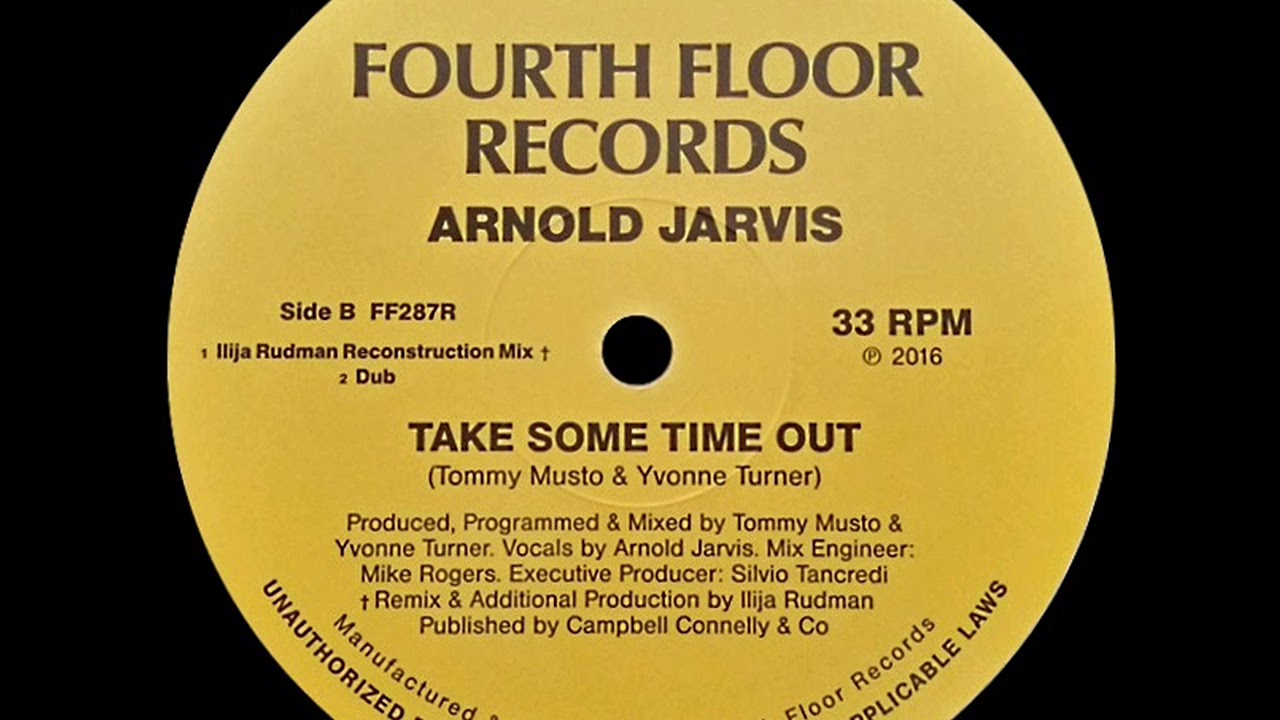 FOURTH FLOOR
RECORDS
ARNOLD JARVIS
Side B FF287R
1 Ilija Rudman Reconstruction Mix †
2 Dub
33 RPM
℗ 2016
TAKE SOME TIME OUT
(Tommy Musto & Yvonne Turner)
Produced, Programmed & Mixed by Tommy Musto &
Yvonne Turner. Vocals by Arnold Jarvis. Mix Engineer:
Mike Rogers. Executive Producer: Silvio Tancredi
† Remix & Additional Production by Ilija Rudman
Published by Campbell Connelly & Co
Manufactured
Floor Records
UNAUTHORIZED
APPLICABLE LAWS